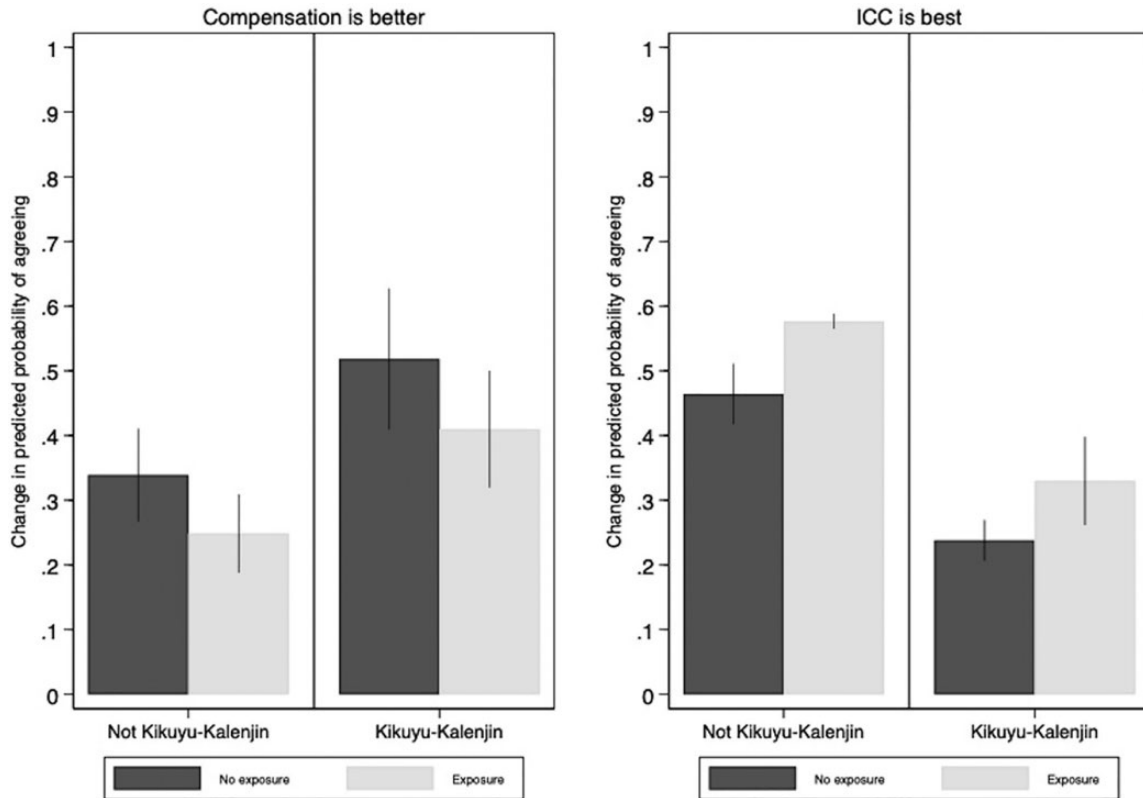 Compensation is better
Change in predicted probability of agreeing
1
.9
.8
.7
.6
.5
.4
.3
.2
.1
0
Not Kikuyu-Kalenjin
Kikuyu-Kalenjin
No exposure
Exposure
ICC is best
Change in predicted probability of agreeing
1
.9
.8
.7
.6
.5
.4
.3
.2
.1
0
Not Kikuyu-Kalenjin
Kikuyu-Kalenjin
No exposure
Exposure